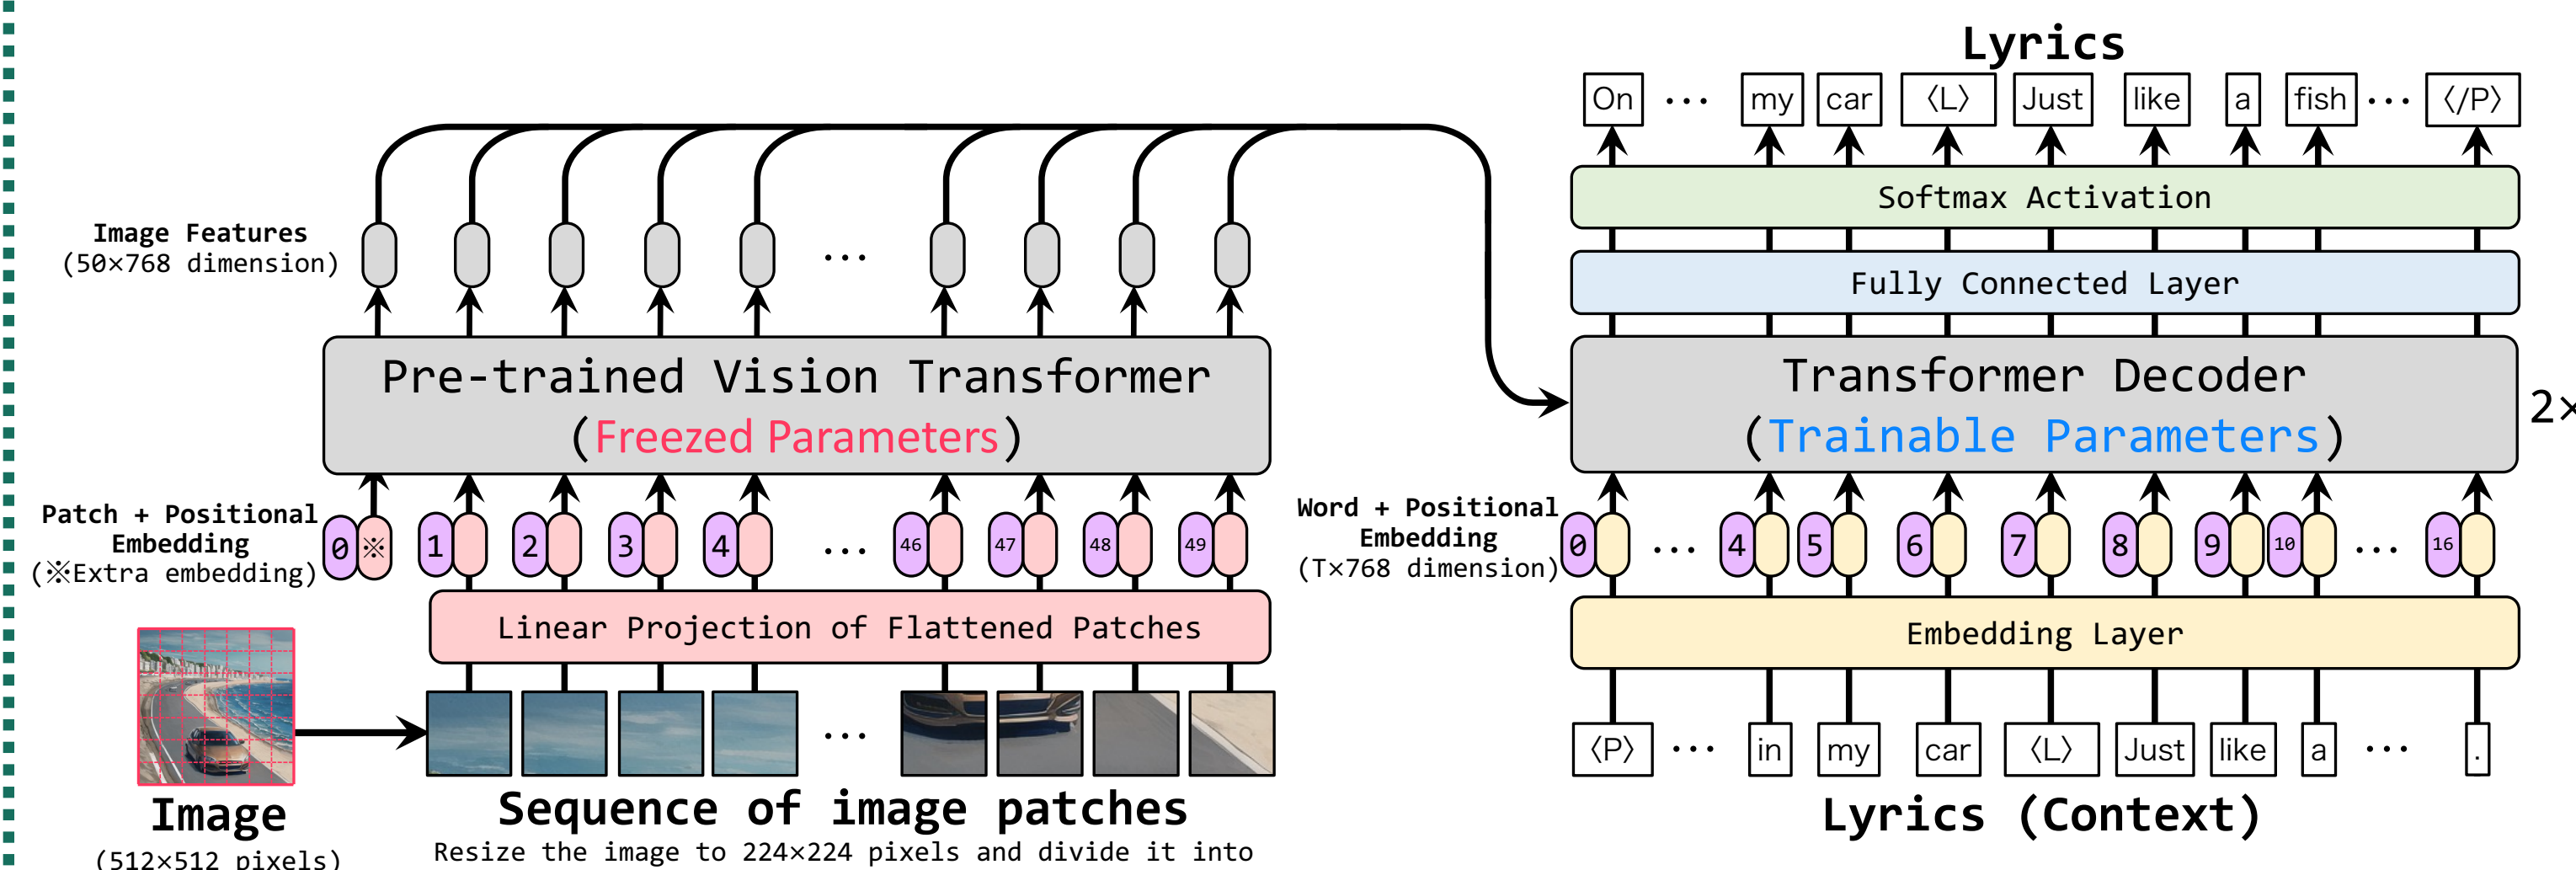 Lyrics
On ... my car 〈L〉 Just like a fish ... 〈/P〉
Softmax Activation
Fully Connected Layer
Transformer Decoder
(Trainable Parameters)
2×
Image Features
(50×768 dimension)
...
Pre-trained Vision Transformer
(Freezed Parameters)
Patch + Positional
Embedding
(※Extra embedding)
0 ※ 1 2 3 4 ... 46 47 48 49
Linear Projection of Flattened Patches
...
Image
(512×512 pixels)
Sequence of image patches
Resize the image to 224×224 pixels and divide it into
Word + Positional
Embedding
(T×768 dimension)
0 ... 4 5 6 7 8 9 10 ... 16
Embedding Layer
〈P〉 ... in my car 〈L〉 Just like a ... .
Lyrics (Context)